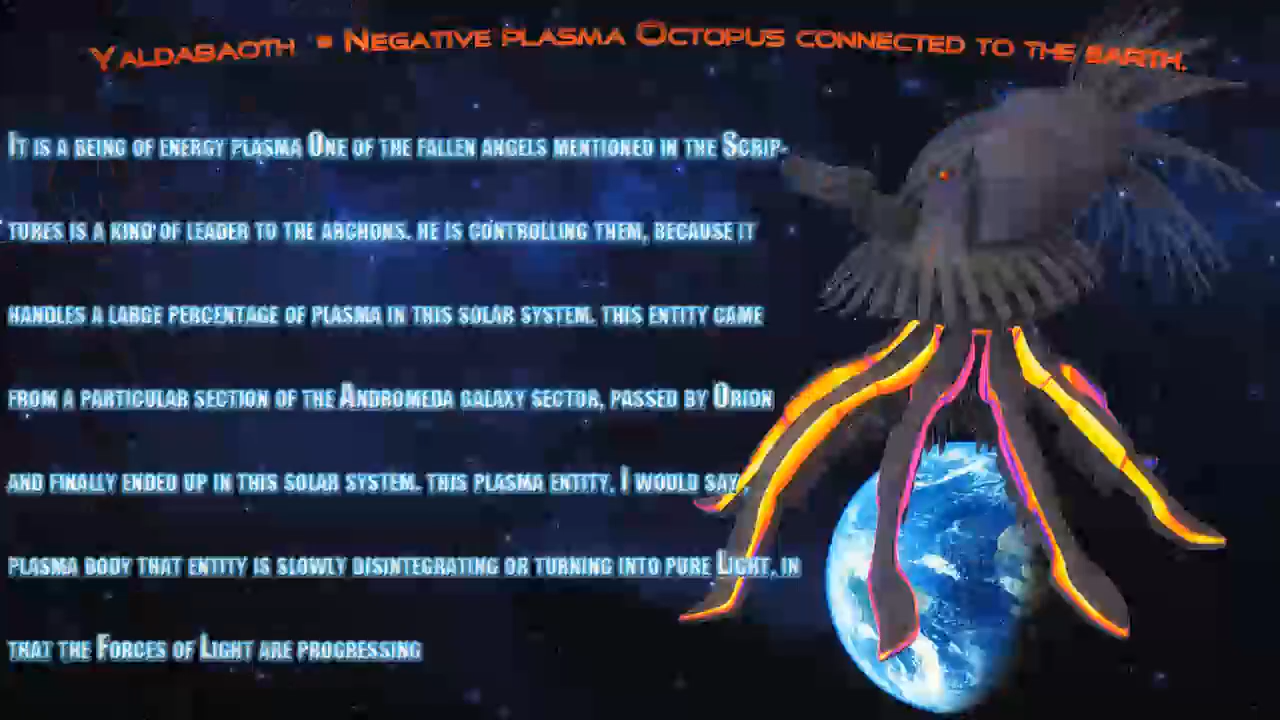 Yaldabaoth • Negative plasma Octopus connected to the earth.
It is a being of energy plasma One of the fallen angels mentioned in the Scrip-
tures is a kind of leader to the archons. he is controlling them, because it
handles a large percentage of plasma in this solar system. this entity came
from a particular section of the Andromeda galaxy sector, passed by Orion
and finally ended up in this solar system. this plasma entity, I would say,
plasma body that entity is slowly disintegrating or turning into pure Light, in
that the Forces of Light are progressing